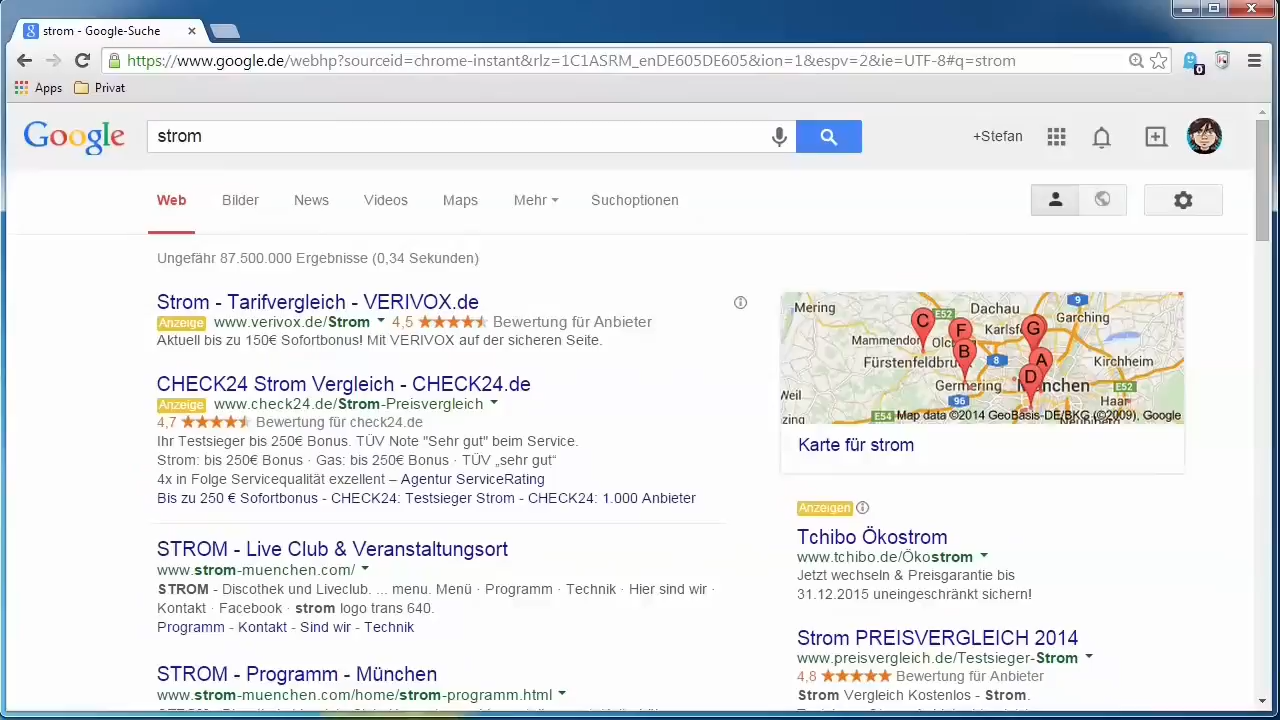 strom - Google-Suche
https://www.google.de/webhp?sourceid=chrome-instant&rlz=1C1ASRM_enDE605DE605&ion=1&espv=2&ie=UTF-8#q=strom
0
Apps Privat
Google strom +Stefan
Web Bilder News Videos Maps Mehr Suchoptionen
Ungefähr 87.500.000 Ergebnisse (0,34 Sekunden)
Strom - Tarifvergleich - VERIVOX.de
Anzeige www.verivox.de/Strom 4,5 Bewertung für Anbieter
Aktuell bis zu 150€ Sofortbonus! Mit VERIVOX auf der sicheren Seite.
CHECK24 Strom Vergleich - CHECK24.de
Anzeige www.check24.de/Strom-Preisvergleich
4,7 Bewertung für check24.de
Ihr Testsieger bis 250€ Bonus. TÜV Note "Sehr gut" beim Service.
Strom: bis 250€ Bonus · Gas: bis 250€ Bonus · TÜV „sehr gut“
4x in Folge Servicequalität exzellent – Agentur ServiceRating
Bis zu 250 € Sofortbonus - CHECK24: Testsieger Strom - CHECK24: 1.000 Anbieter
STROM - Live Club & Veranstaltungsort
www.strom-muenchen.com/
STROM - Discothek und Liveclub. ... menu. Menü · Programm · Technik · Hier sind wir ·
Kontakt · Facebook · strom logo trans 640.
Programm - Kontakt - Sind wir - Technik
STROM - Programm - München
www.strom-muenchen.com/home/strom-programm.html
Mering Dachau 9
E52 Garching
C F G
Mammendorf Olc Karlsf
B 8 A
Fürstenfeldbru Kirchheim
D
Germering München E52
96 Haar
Weil
zing E54 Map data ©2014 GeoBasis-DE/BKG (©2009), Google
Karte für strom
Anzeigen
Tchibo Ökostrom
www.tchibo.de/Ökostrom
Jetzt wechseln & Preisgarantie bis
31.12.2015 uneingeschränkt sichern!
Strom PREISVERGLEICH 2014
www.preisvergleich.de/Testsieger-Strom
4,8 Bewertung für Anbieter
Strom Vergleich Kostenlos - Strom.